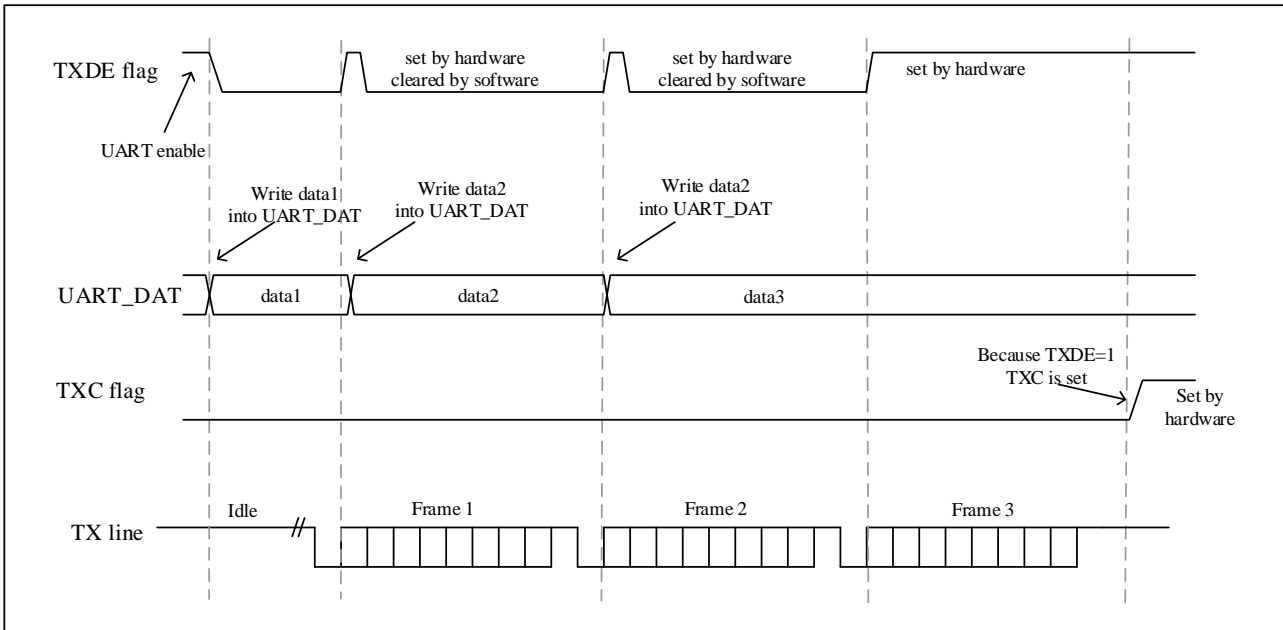 TXDE flag
set by hardware
cleared by software
set by hardware
cleared by software
set by hardware
UART enable
Write data1
into UART_DAT
Write data2
into UART_DAT
Write data2
into UART_DAT
UART_DAT
data1
data2
data3
Because TXDE=1
TXC is set
TXC flag
Set by
hardware
Idle
Frame 1
Frame 2
Frame 3
TX line